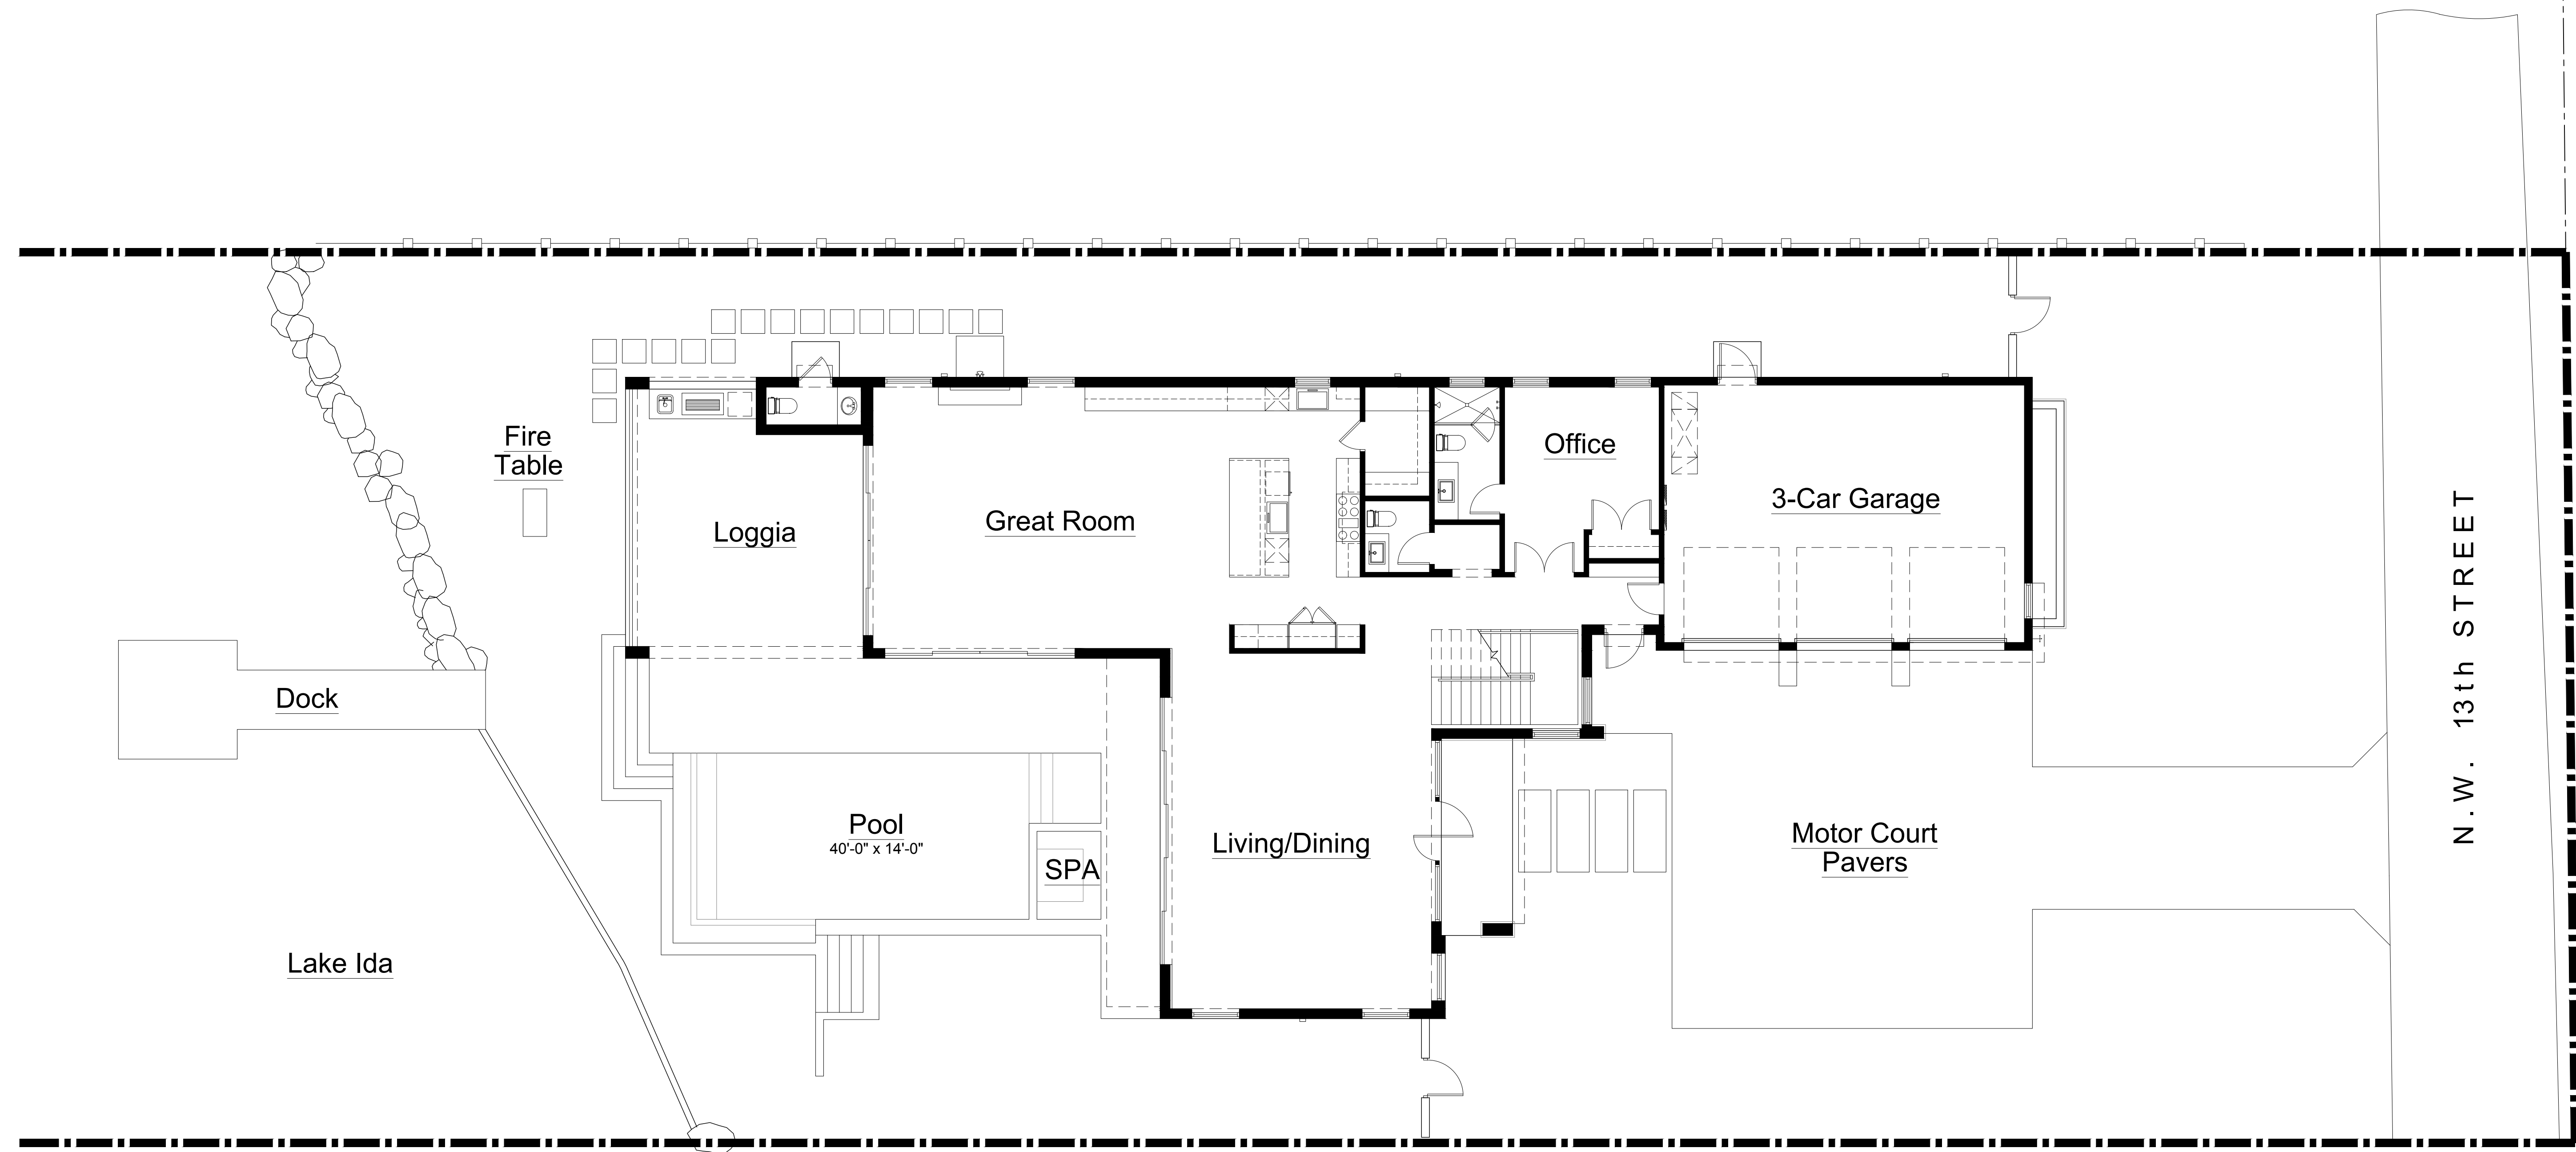 Fire
Table
Loggia
Great Room
Office
3-Car Garage
Dock
Pool
40'-0" x 14'-0"
SPA
Living/Dining
Motor Court
Pavers
Lake Ida
N.W. 13th STREET